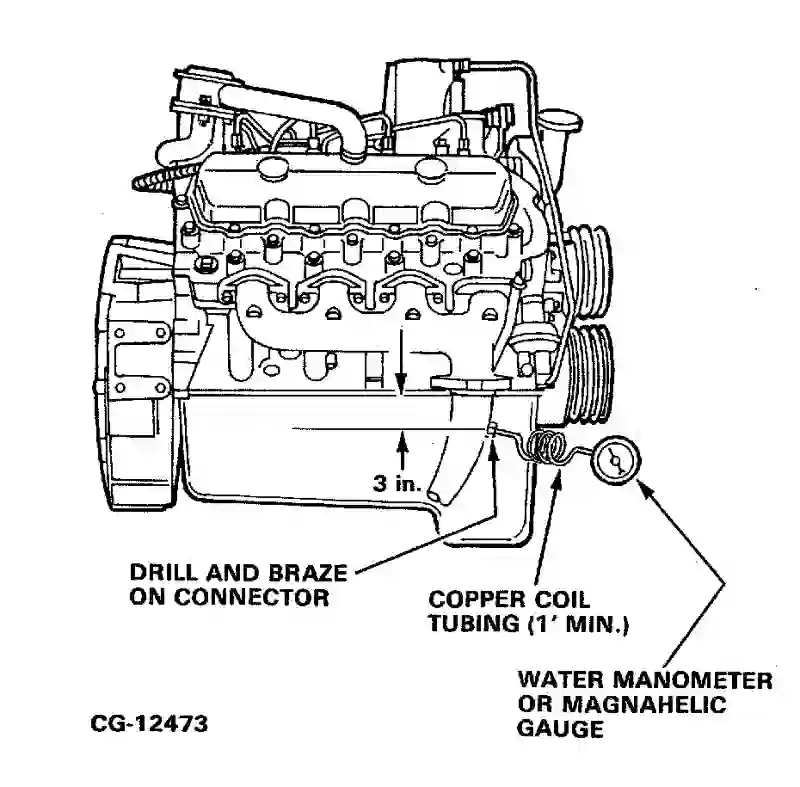 3 in.
DRILL AND BRAZE
ON CONNECTOR
COPPER COIL
TUBING (1' MIN.)
WATER MANOMETER
OR MAGNAHELIC
GAUGE
CG-12473